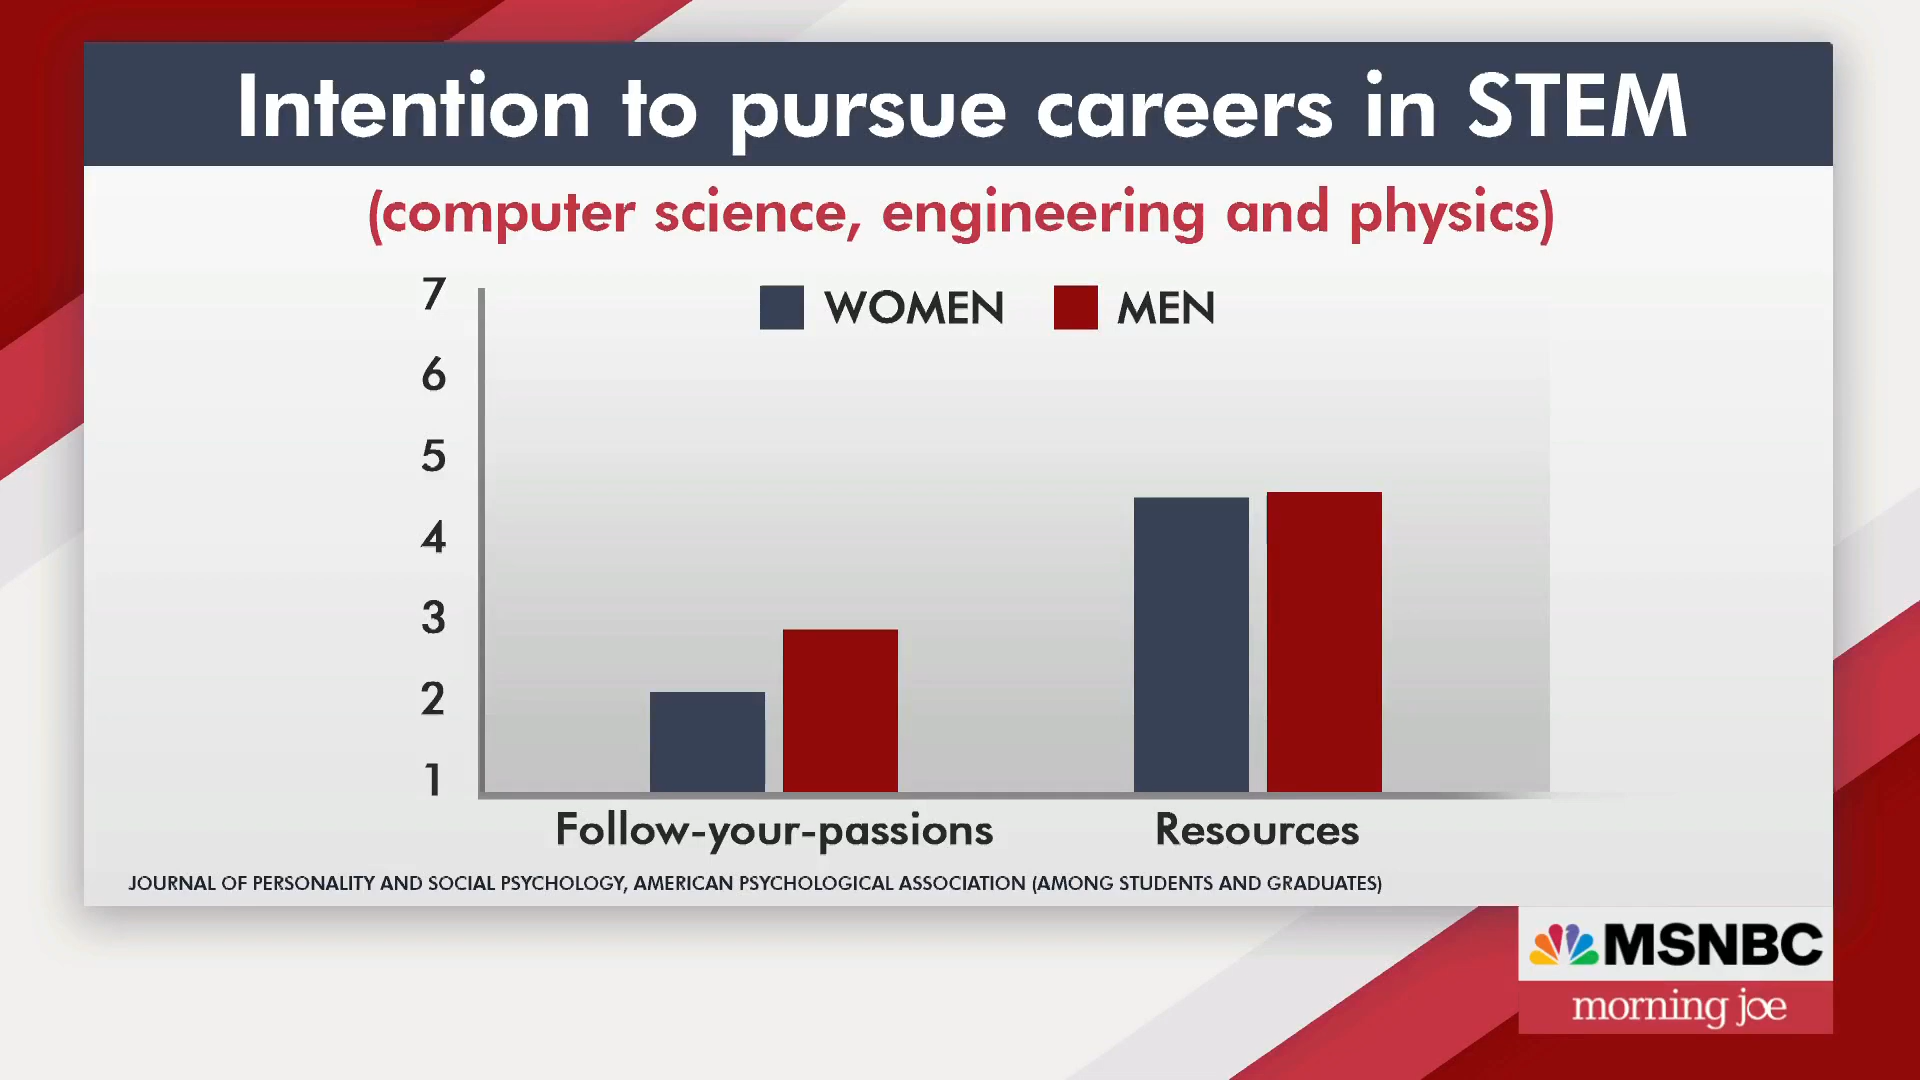 Intention to pursue careers in STEM
(computer science, engineering and physics)
WOMEN MEN
7
6
5
4
3
2
1
Follow-your-passions Resources
JOURNAL OF PERSONALITY AND SOCIAL PSYCHOLOGY, AMERICAN PSYCHOLOGICAL ASSOCIATION (AMONG STUDENTS AND GRADUATES)
MSNBC
morning joe